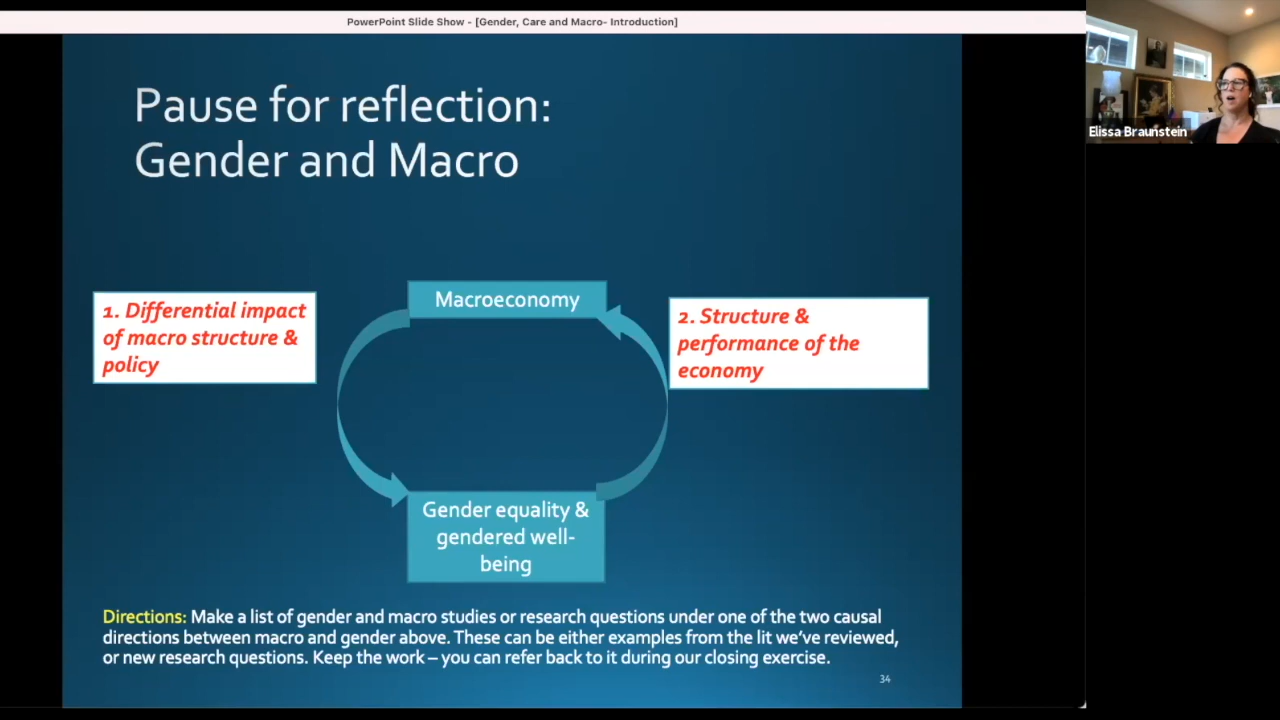 PowerPoint Slide Show - [Gender, Care and Macro- Introduction]
Elissa Braunstein
Pause for reflection:
Gender and Macro
Macroeconomy
1. Differential impact
of macro structure &
policy
2. Structure &
performance of the
economy
Gender equality &
gendered well-
being
Directions: Make a list of gender and macro studies or research questions under one of the two causal
directions between macro and gender above. These can be either examples from the lit we’ve reviewed,
or new research questions. Keep the work – you can refer back to it during our closing exercise.
34